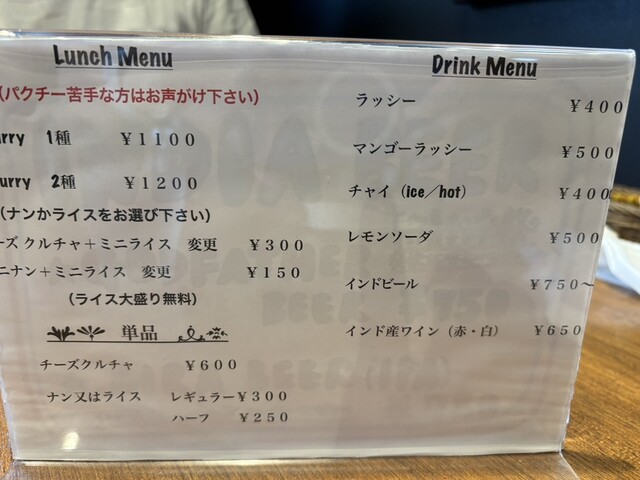 Lunch Menu
(パクチー苦手な方はお声がけ下さい)
1種 ¥1100
2種 ¥1200
(ナンかライスをお選び下さい)
ズ クルチャ＋ミニライス 変更 ¥300
ニナン＋ミニライス 変更 ¥150
(ライス大盛り無料)
単品
チーズクルチャ ¥600
ナン又はライス レギュラー¥300
ハーフ ¥250
Drink Menu
ラッシー ¥400
マンゴーラッシー ¥500
チャイ (ice/hot) ¥400
レモンソーダ ¥500
インドビール ¥750～
インド産ワイン (赤・白) ¥650